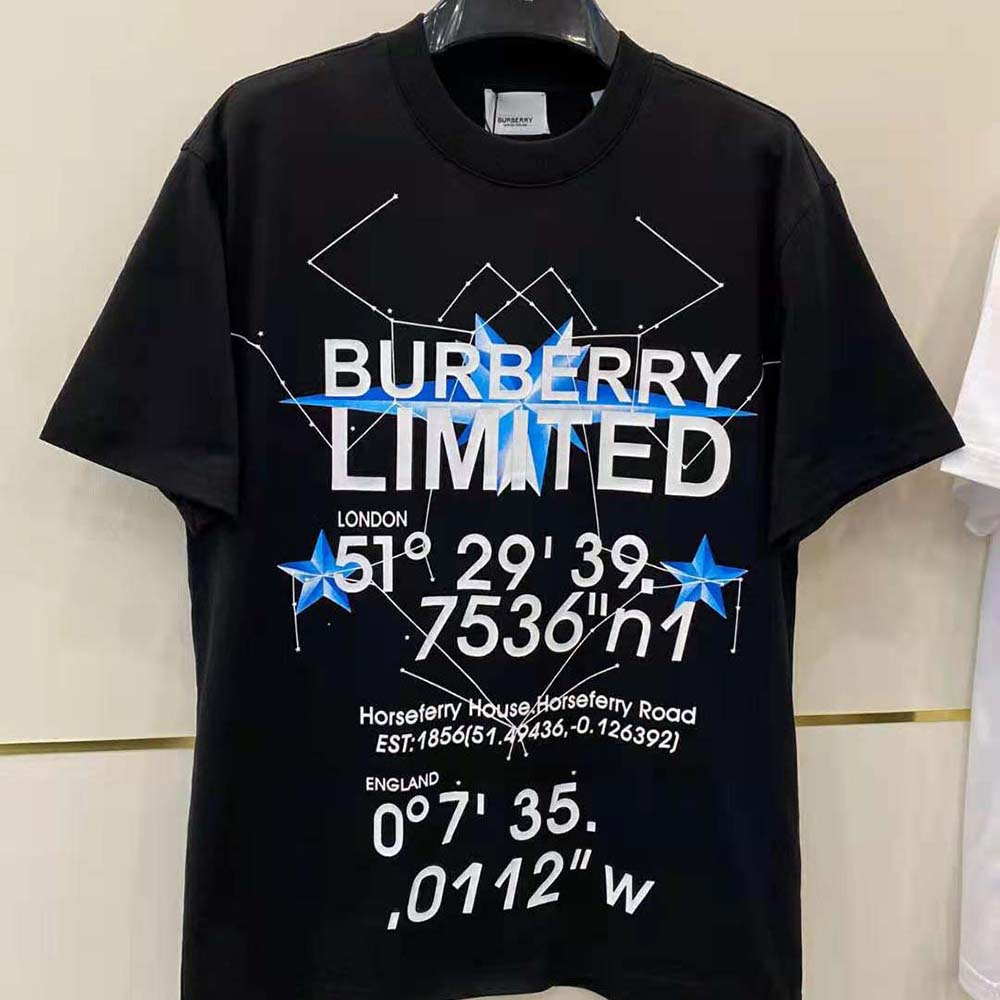 BURBERRY
BURBERRY
LIMITED
LONDON
51° 29' 39.
7536"n1
Horseferry House,Horseferry Road
EST:1856(51.49436,-0.126392)
ENGLAND
0°7' 35.
.0112"w